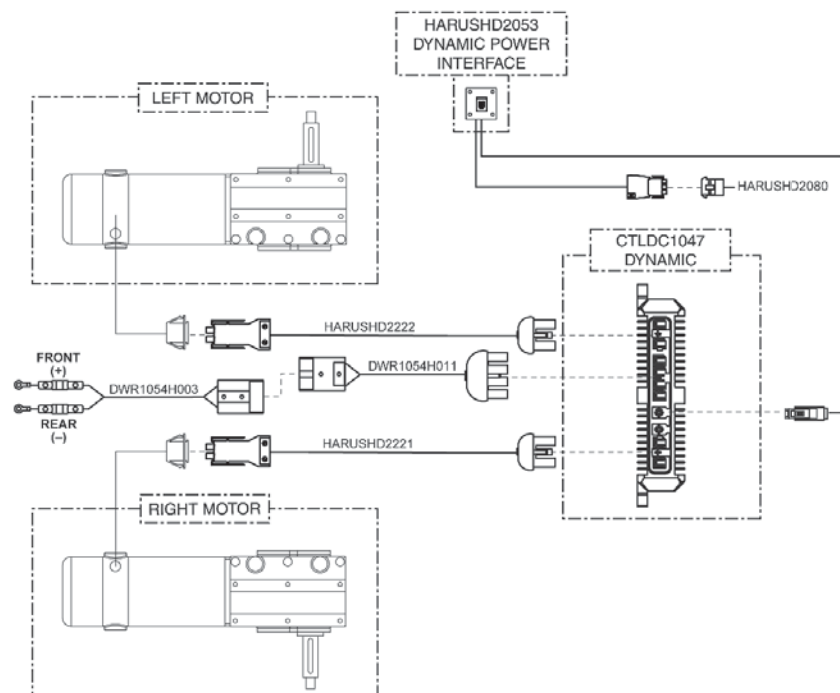 HARUSHD2053
DYNAMIC POWER
INTERFACE
LEFT MOTOR
HARUSHD2080
CTLDC1047
DYNAMIC
HARUSHD2222
FRONT
(+)
DWR1054H011
DWR1054H003
REAR
(–)
HARUSHD2221
RIGHT MOTOR